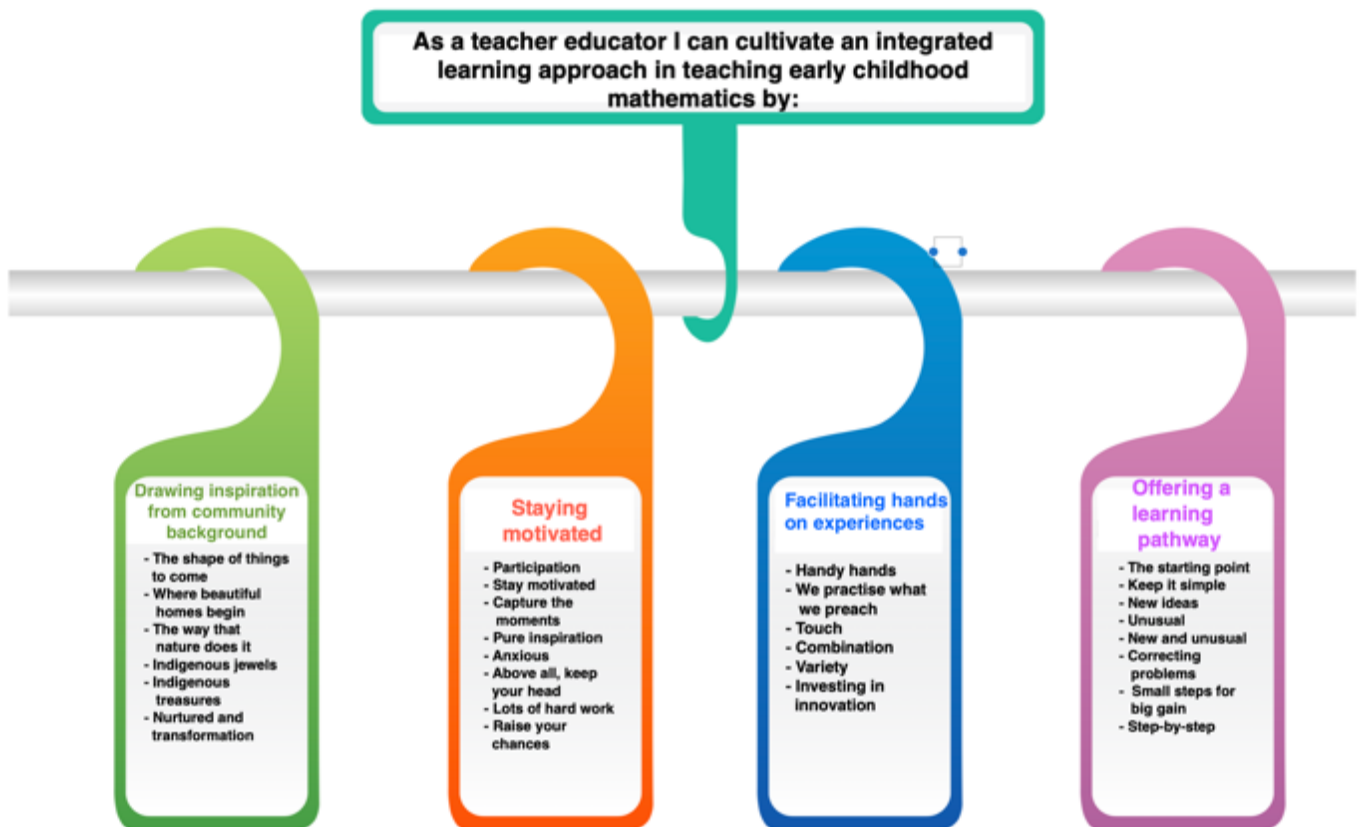 As a teacher educator I can cultivate an integrated
learning approach in teaching early childhood
mathematics by:
Drawing inspiration
from community
background
- The shape of things
to come
- Where beautiful
homes begin
- The way that
nature does it
- Indigenous jewels
- Indigenous
treasures
- Nurtured and
transformation
Staying
motivated
- Participation
- Stay motivated
- Capture the
moments
- Pure inspiration
- Anxious
- Above all, keep
your head
- Lots of hard work
- Raise your
chances
Facilitating hands
on experiences
- Handy hands
- We practise what
we preach
- Touch
- Combination
- Variety
- Investing in
innovation
Offering a
learning
pathway
- The starting point
- Keep it simple
- New ideas
- Unusual
- New and unusual
- Correcting
problems
- Small steps for
big gain
- Step-by-step